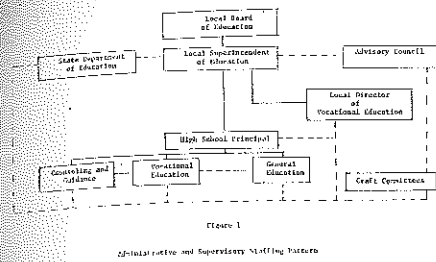 Local Board
of Education
State Department
of Education
Local Superintendent
of Education
Advisory Council
Local Director
of
Vocational Education
High School Principal
Counseling and
Guidance
Vocational
Education
General
Education
Craft Committees
Figure 1
Administrative and Supervisory Staffing Pattern